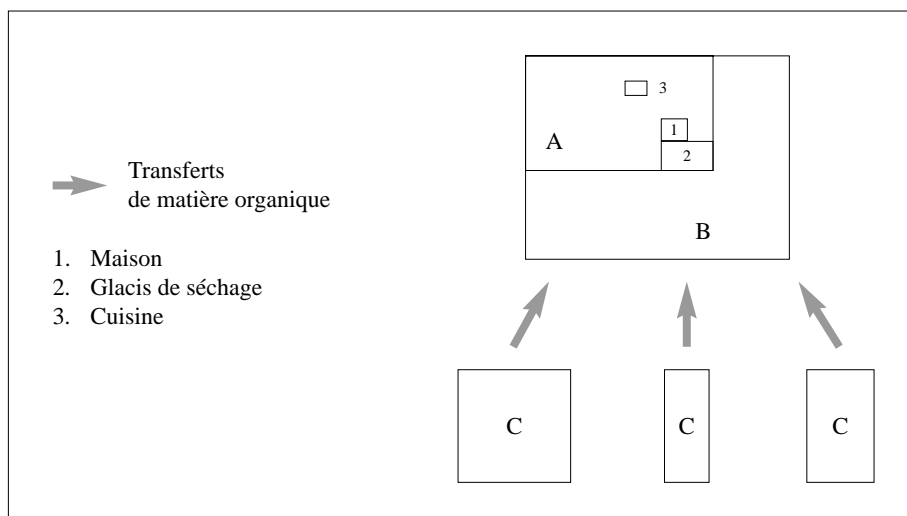 Transferts
de matière organique
1. Maison
2. Glacis de séchage
3. Cuisine
3
1
A
2
B
C
C
C